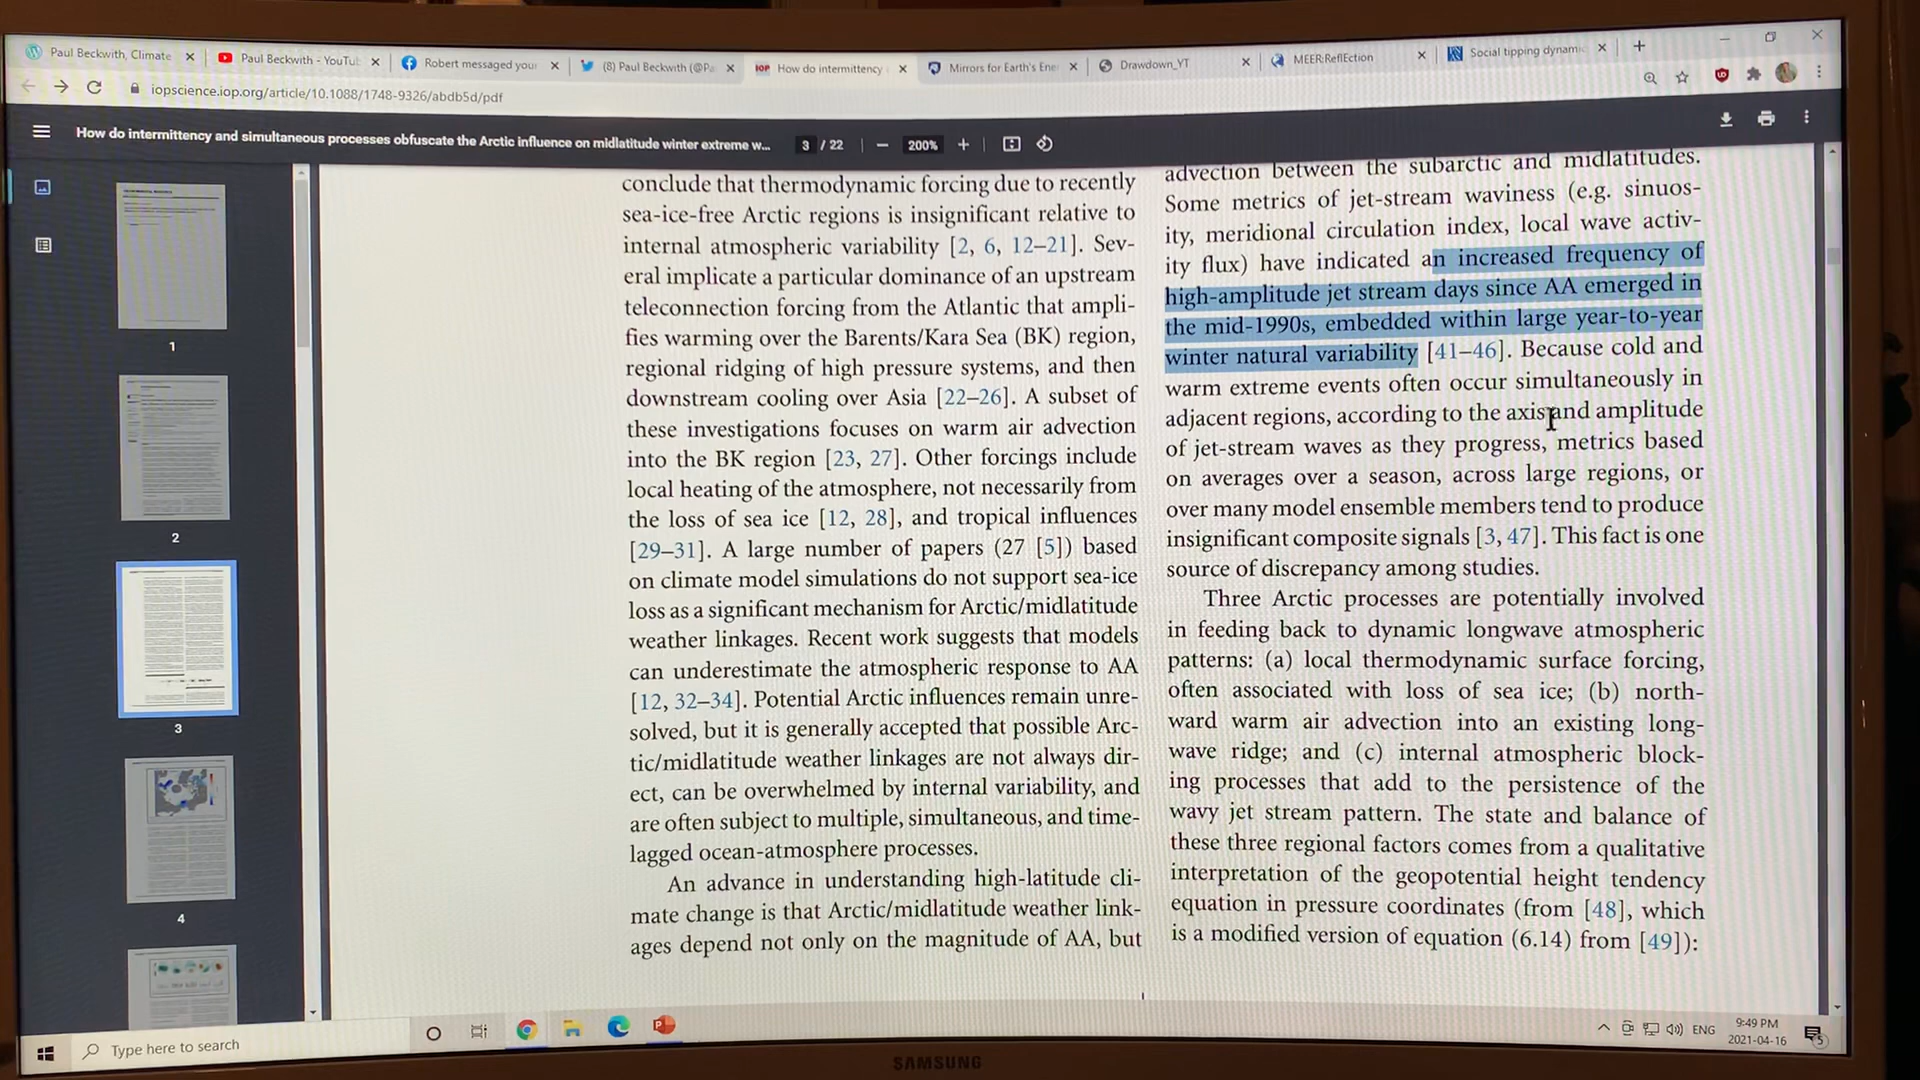 Paul Beckwith, Climate
Paul Beckwith - YouTu
Robert messaged you
(8) Paul Beckwith (@Pa
IOP How do intermittency
Mirrors for Earth's Ene
Drawdown_YT
MEER:ReflEction
Social tipping dynamic
iopscience.iop.org/article/10.1088/1748-9326/abdb5d/pdf
How do intermittency and simultaneous processes obfuscate the Arctic influence on midlatitude winter extreme w...
3 / 22
200%
1
2
3
4
conclude that thermodynamic forcing due to recently
sea-ice-free Arctic regions is insignificant relative to
internal atmospheric variability [2, 6, 12–21]. Sev-
eral implicate a particular dominance of an upstream
teleconnection forcing from the Atlantic that ampli-
fies warming over the Barents/Kara Sea (BK) region,
regional ridging of high pressure systems, and then
downstream cooling over Asia [22–26]. A subset of
these investigations focuses on warm air advection
into the BK region [23, 27]. Other forcings include
local heating of the atmosphere, not necessarily from
the loss of sea ice [12, 28], and tropical influences
[29–31]. A large number of papers (27 [5]) based
on climate model simulations do not support sea-ice
loss as a significant mechanism for Arctic/midlatitude
weather linkages. Recent work suggests that models
can underestimate the atmospheric response to AA
[12, 32–34]. Potential Arctic influences remain unre-
solved, but it is generally accepted that possible Arc-
tic/midlatitude weather linkages are not always dir-
ect, can be overwhelmed by internal variability, and
are often subject to multiple, simultaneous, and time-
lagged ocean-atmosphere processes.
An advance in understanding high-latitude cli-
mate change is that Arctic/midlatitude weather link-
ages depend not only on the magnitude of AA, but
advection between the subarctic and midlatitudes.
Some metrics of jet-stream waviness (e.g. sinuos-
ity, meridional circulation index, local wave activ-
ity flux) have indicated an increased frequency of
high-amplitude jet stream days since AA emerged in
the mid-1990s, embedded within large year-to-year
winter natural variability [41–46]. Because cold and
warm extreme events often occur simultaneously in
adjacent regions, according to the axis and amplitude
of jet-stream waves as they progress, metrics based
on averages over a season, across large regions, or
over many model ensemble members tend to produce
insignificant composite signals [3, 47]. This fact is one
source of discrepancy among studies.
Three Arctic processes are potentially involved
in feeding back to dynamic longwave atmospheric
patterns: (a) local thermodynamic surface forcing,
often associated with loss of sea ice; (b) north-
ward warm air advection into an existing long-
wave ridge; and (c) internal atmospheric block-
ing processes that add to the persistence of the
wavy jet stream pattern. The state and balance of
these three regional factors comes from a qualitative
interpretation of the geopotential height tendency
equation in pressure coordinates (from [48], which
is a modified version of equation (6.14) from [49]):
Type here to search
ENG
9:49 PM
2021-04-16
5
SAMSUNG